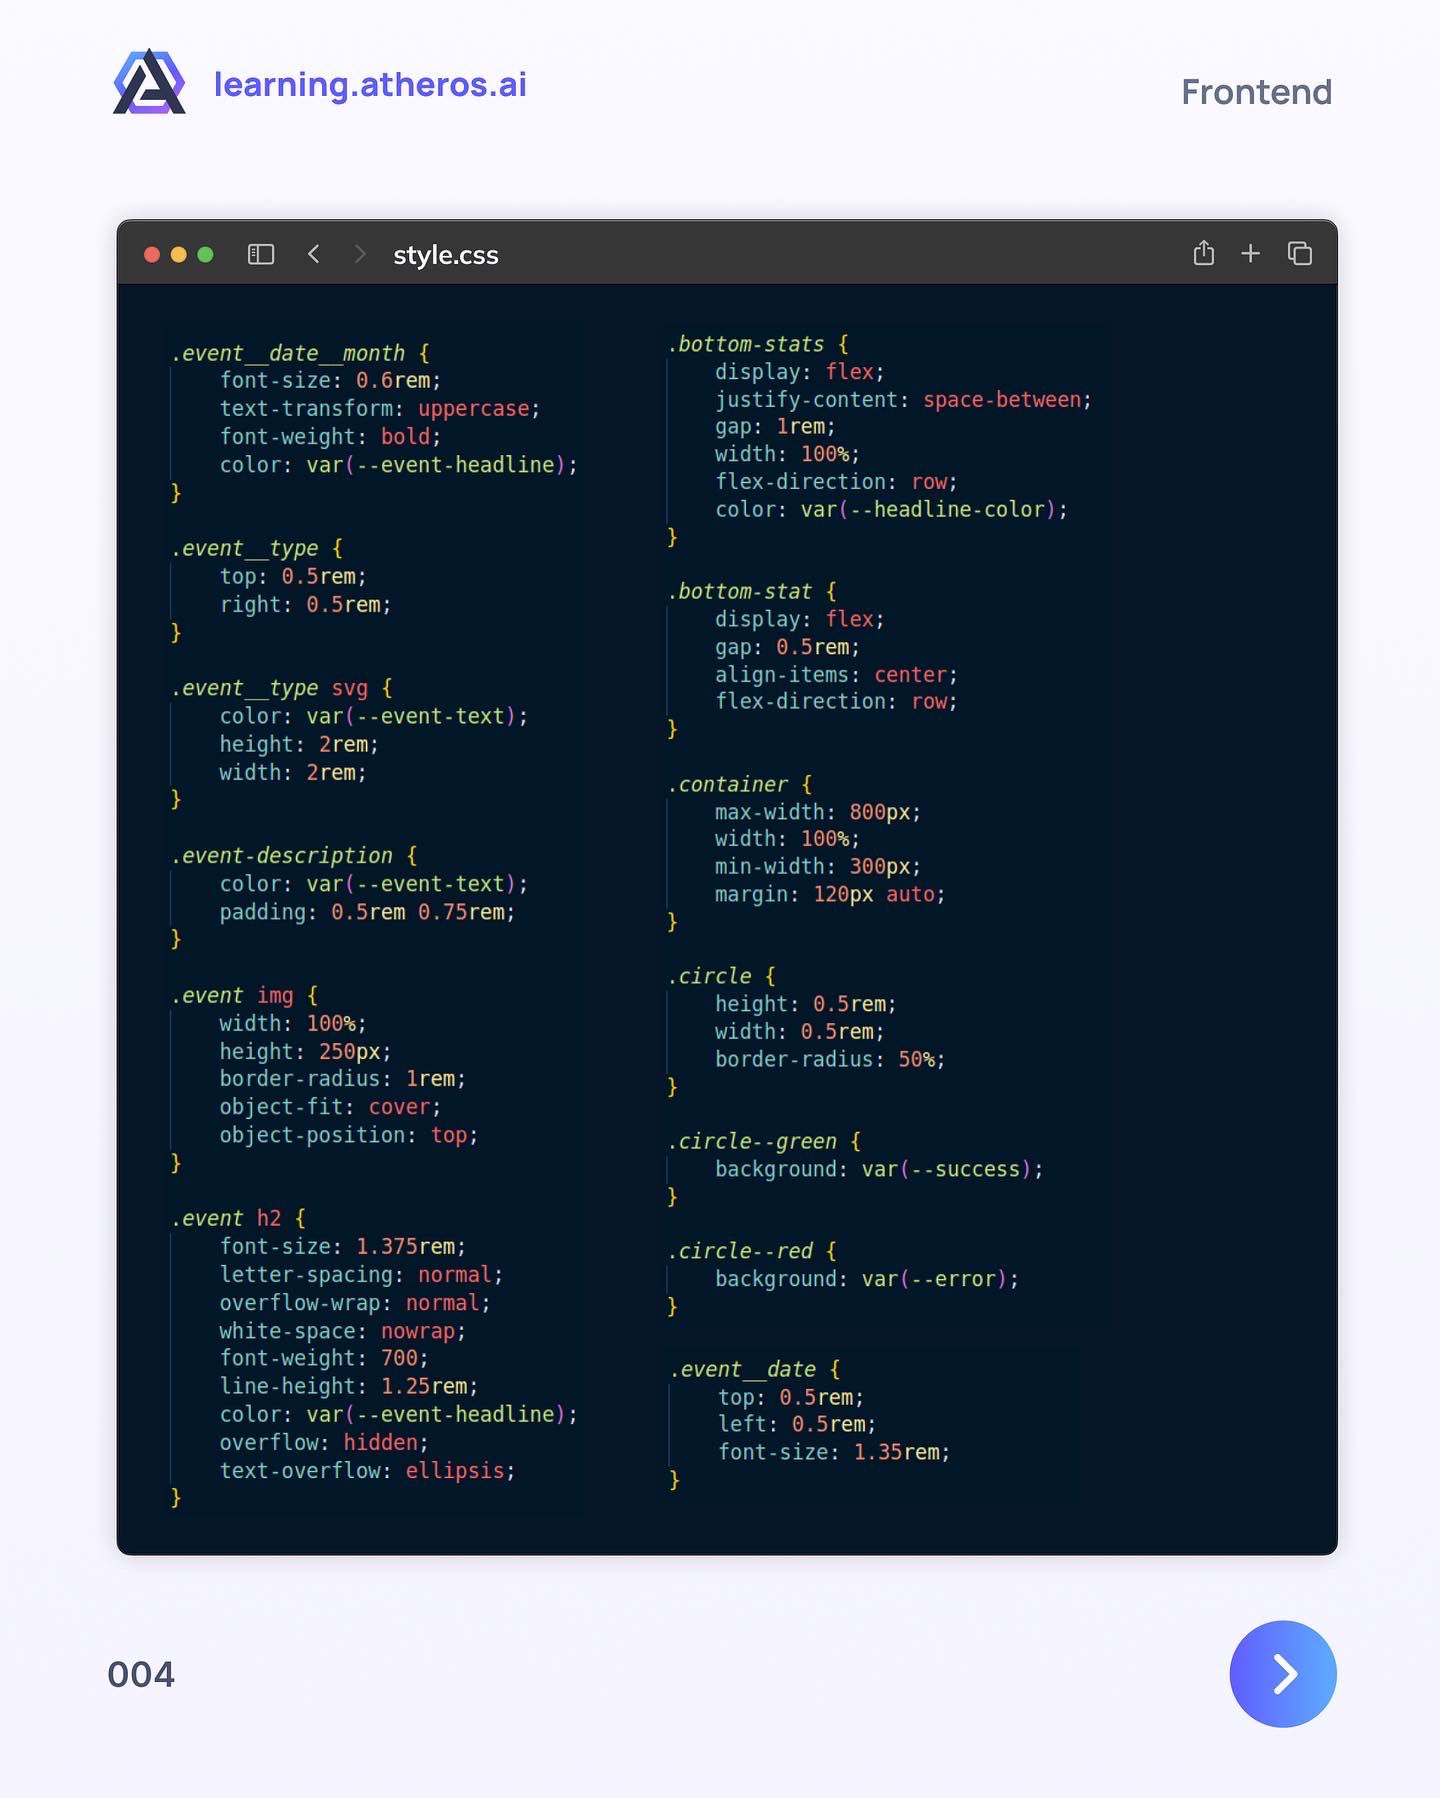 learning.atheros.ai
Frontend
style.css
.event__date__month {
    font-size: 0.6rem;
    text-transform: uppercase;
    font-weight: bold;
    color: var(--event-headline);
}
.event__type {
    top: 0.5rem;
    right: 0.5rem;
}
.event__type svg {
    color: var(--event-text);
    height: 2rem;
    width: 2rem;
}
.event-description {
    color: var(--event-text);
    padding: 0.5rem 0.75rem;
}
.event img {
    width: 100%;
    height: 250px;
    border-radius: 1rem;
    object-fit: cover;
    object-position: top;
}
.event h2 {
    font-size: 1.375rem;
    letter-spacing: normal;
    overflow-wrap: normal;
    white-space: nowrap;
    font-weight: 700;
    line-height: 1.25rem;
    color: var(--event-headline);
    overflow: hidden;
    text-overflow: ellipsis;
}
.bottom-stats {
    display: flex;
    justify-content: space-between;
    gap: 1rem;
    width: 100%;
    flex-direction: row;
    color: var(--headline-color);
}
.bottom-stat {
    display: flex;
    gap: 0.5rem;
    align-items: center;
    flex-direction: row;
}
.container {
    max-width: 800px;
    width: 100%;
    min-width: 300px;
    margin: 120px auto;
}
.circle {
    height: 0.5rem;
    width: 0.5rem;
    border-radius: 50%;
}
.circle--green {
    background: var(--success);
}
.circle--red {
    background: var(--error);
}
.event__date {
    top: 0.5rem;
    left: 0.5rem;
    font-size: 1.35rem;
}
004